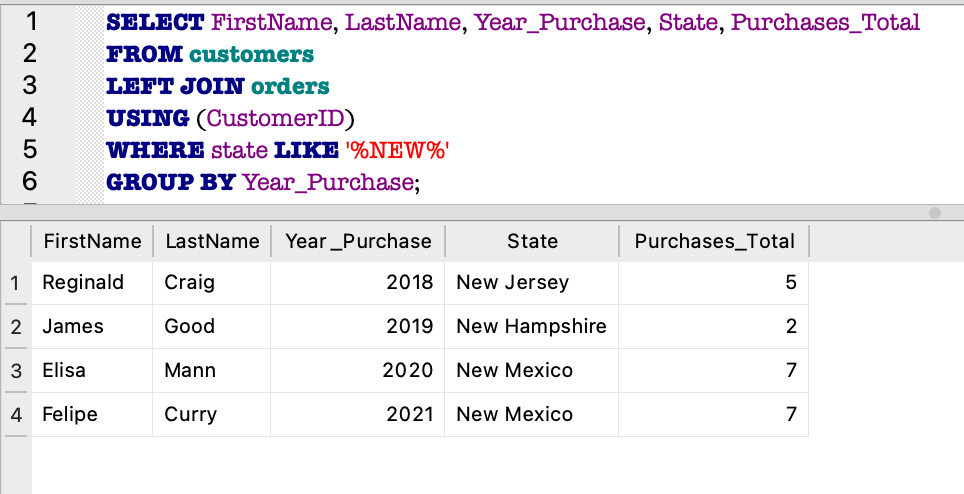 1 SELECT FirstName, LastName, Year_Purchase, State, Purchases_Total
2 FROM customers
3 LEFT JOIN orders
4 USING (CustomerID)
5 WHERE state LIKE '%NEW%'
6 GROUP BY Year_Purchase;
FirstName LastName Year_Purchase State Purchases_Total
1 Reginald Craig 2018 New Jersey 5
2 James Good 2019 New Hampshire 2
3 Elisa Mann 2020 New Mexico 7
4 Felipe Curry 2021 New Mexico 7